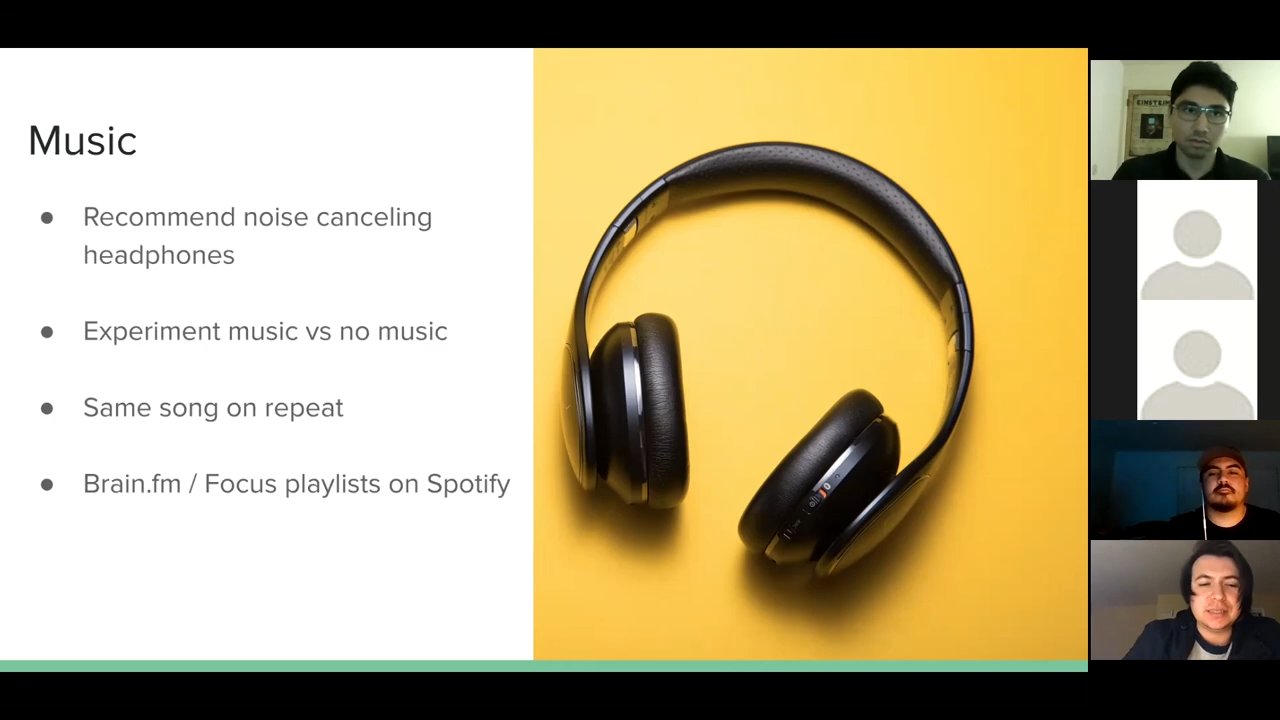 Music
● Recommend noise canceling
headphones
● Experiment music vs no music
● Same song on repeat
● Brain.fm / Focus playlists on Spotify
EINSTEIN